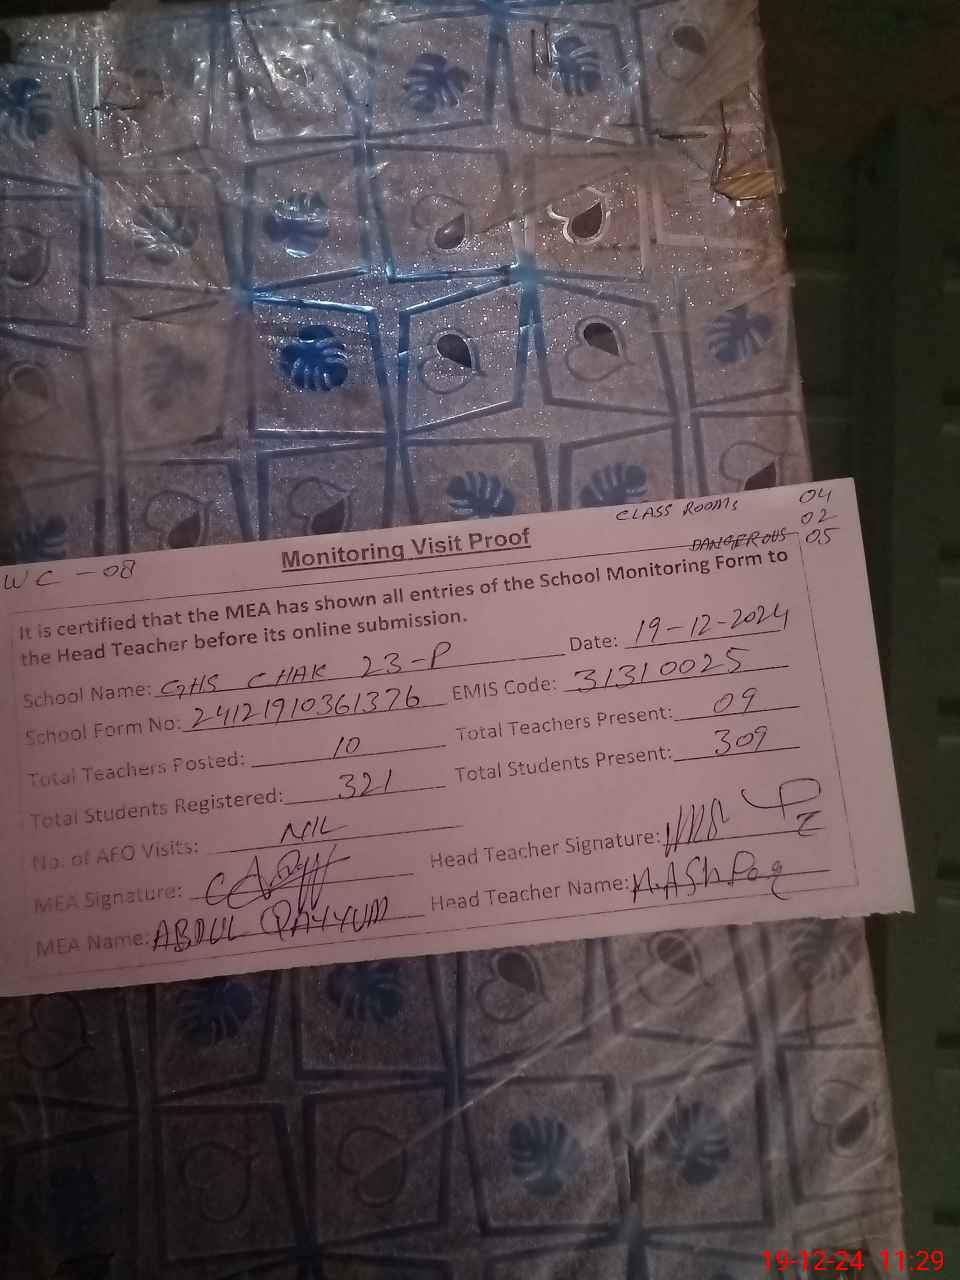 CLASS ROOMS 04
02
WC - 08
Monitoring Visit Proof
DANGEROUS 05
It is certified that the MEA has shown all entries of the School Monitoring Form to
the Head Teacher before its online submission.
School Name: GHS CHAK 23-P Date: 19-12-2024
School Form No: 24121910361376 EMIS Code: 31310025
Total Teachers Posted: 10 Total Teachers Present: 09
Total Students Registered: 321 Total Students Present: 309
No. of AFO Visits: NIL
MEA Signature: Head Teacher Signature:
MEA Name: ABDUL QAYYUM Head Teacher Name: M. AShfaq
19-12-24 11:29